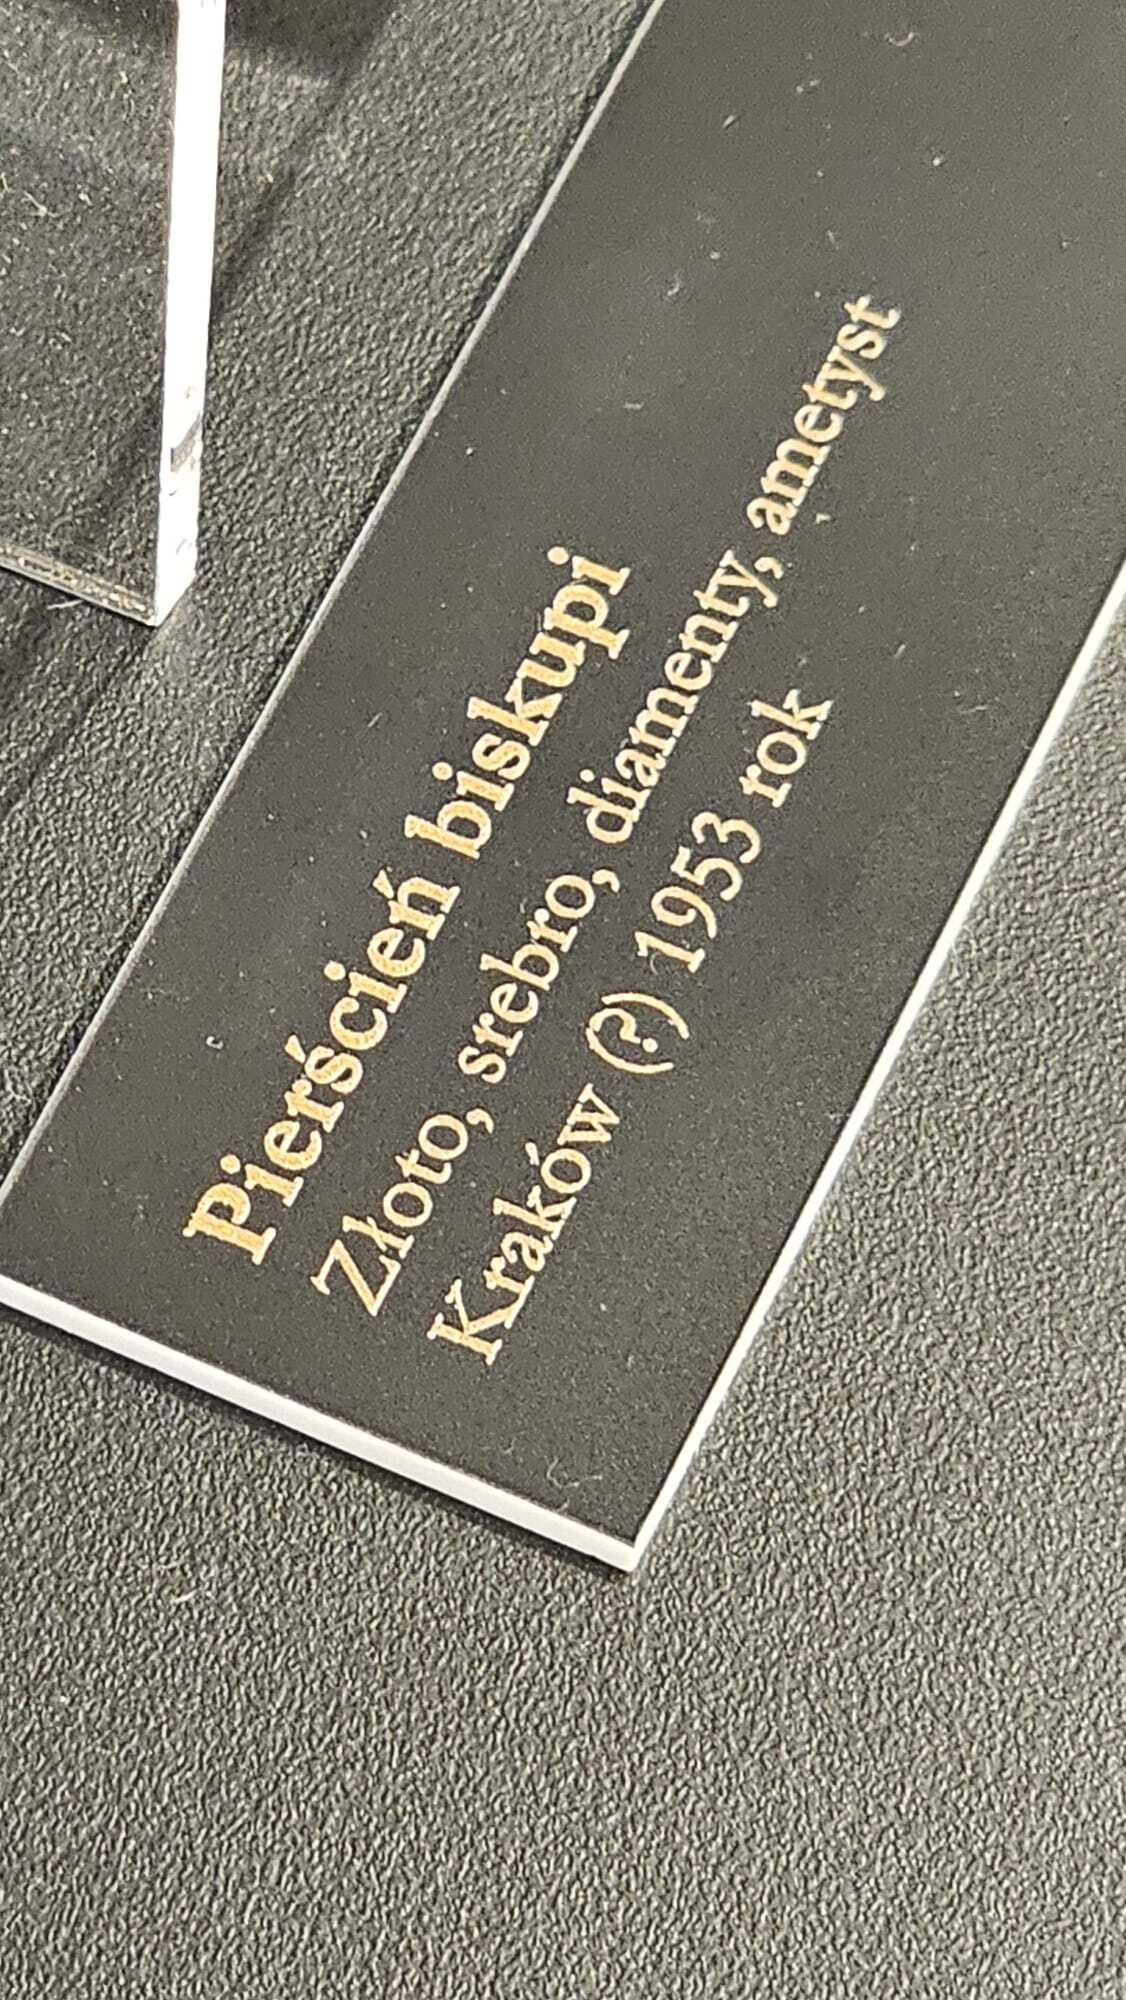 Pierścień biskupi
Złoto, srebro, diamenty, ametyst
Kraków (?) 1953 rok